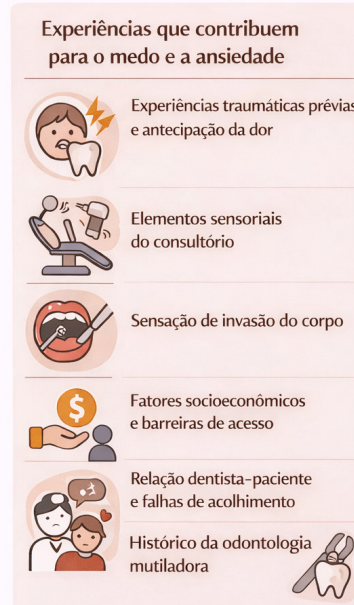 Experiências que contribuem
para o medo e a ansiedade
Experiências traumáticas prévias
e antecipação da dor
Elementos sensoriais
do consultório
Sensação de invasão do corpo
$
Fatores socioeconômicos
e barreiras de acesso
Relação dentista-paciente
e falhas de acolhimento
Histórico da odontologia
mutiladora